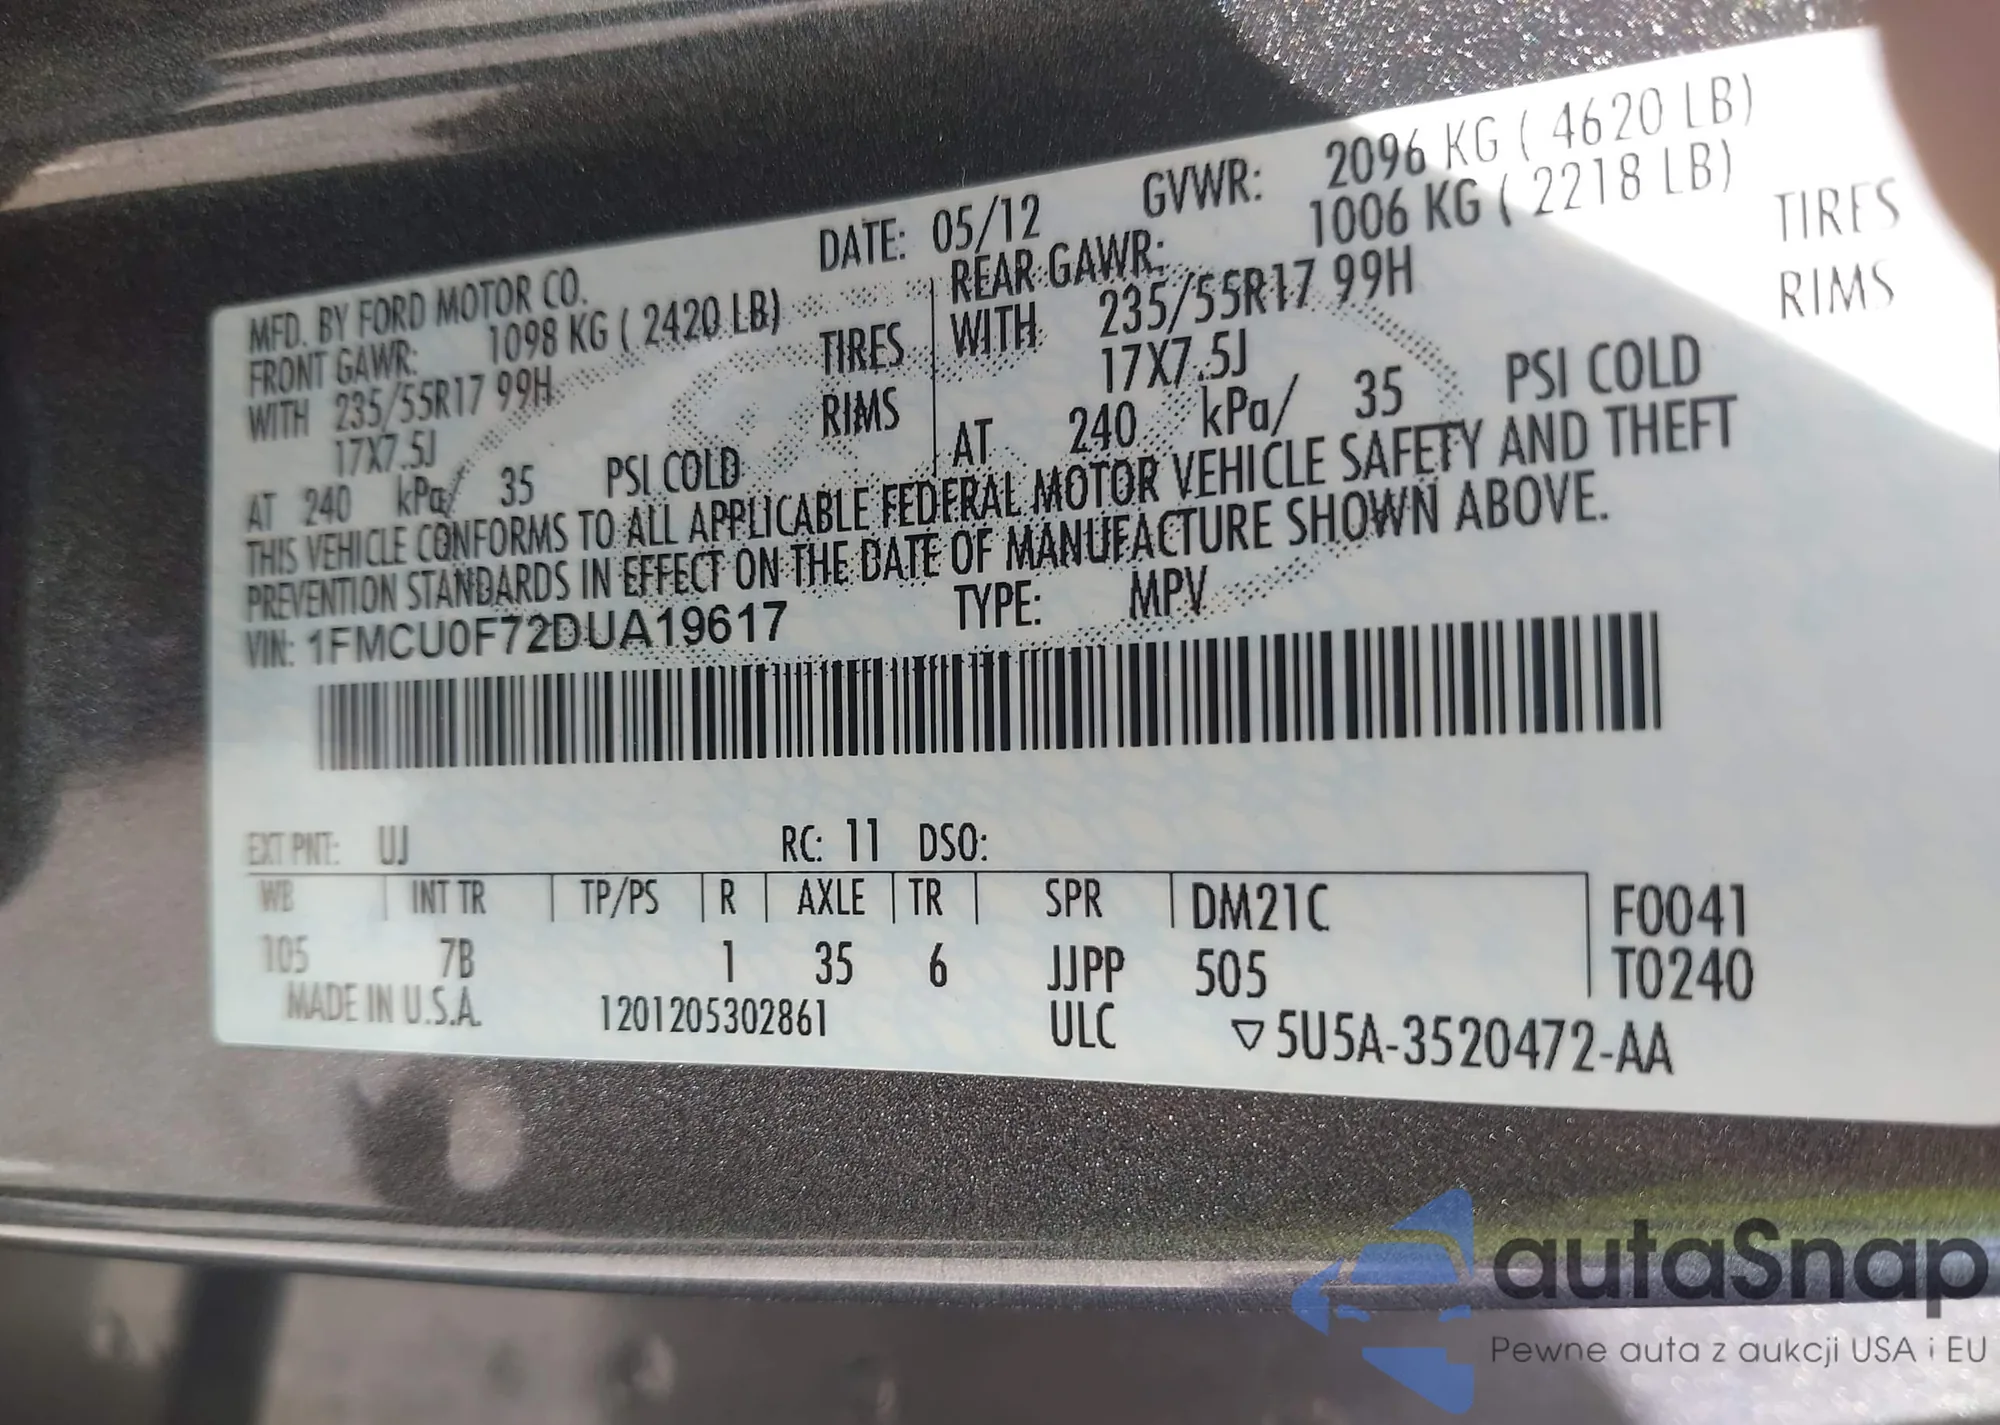 MFD. BY FORD MOTOR CO. DATE: 05/12 GVWR: 2096 KG ( 4620 LB)
FRONT GAWR: 1098 KG ( 2420 LB) REAR GAWR: 1006 KG ( 2218 LB)
WITH 235/55R17 99H TIRES WITH 235/55R17 99H TIRES
17X7.5J RIMS 17X7.5J RIMS
AT 240 kPa/ 35 PSI COLD AT 240 kPa/ 35 PSI COLD
THIS VEHICLE CONFORMS TO ALL APPLICABLE FEDERAL MOTOR VEHICLE SAFETY AND THEFT
PREVENTION STANDARDS IN EFFECT ON THE DATE OF MANUFACTURE SHOWN ABOVE.
VIN: 1FMCU0F72DUA19617 TYPE: MPV
EXT PNT: UJ RC: 11 DSO:
WB INT TR TP/PS R AXLE TR SPR DM21C F0041
105 7B 1 35 6 JJPP 505 T0240
MADE IN U.S.A. 1201205302861 ULC ▽5U5A-3520472-AA
autaSnap
Pewne auta z aukcji USA i EU